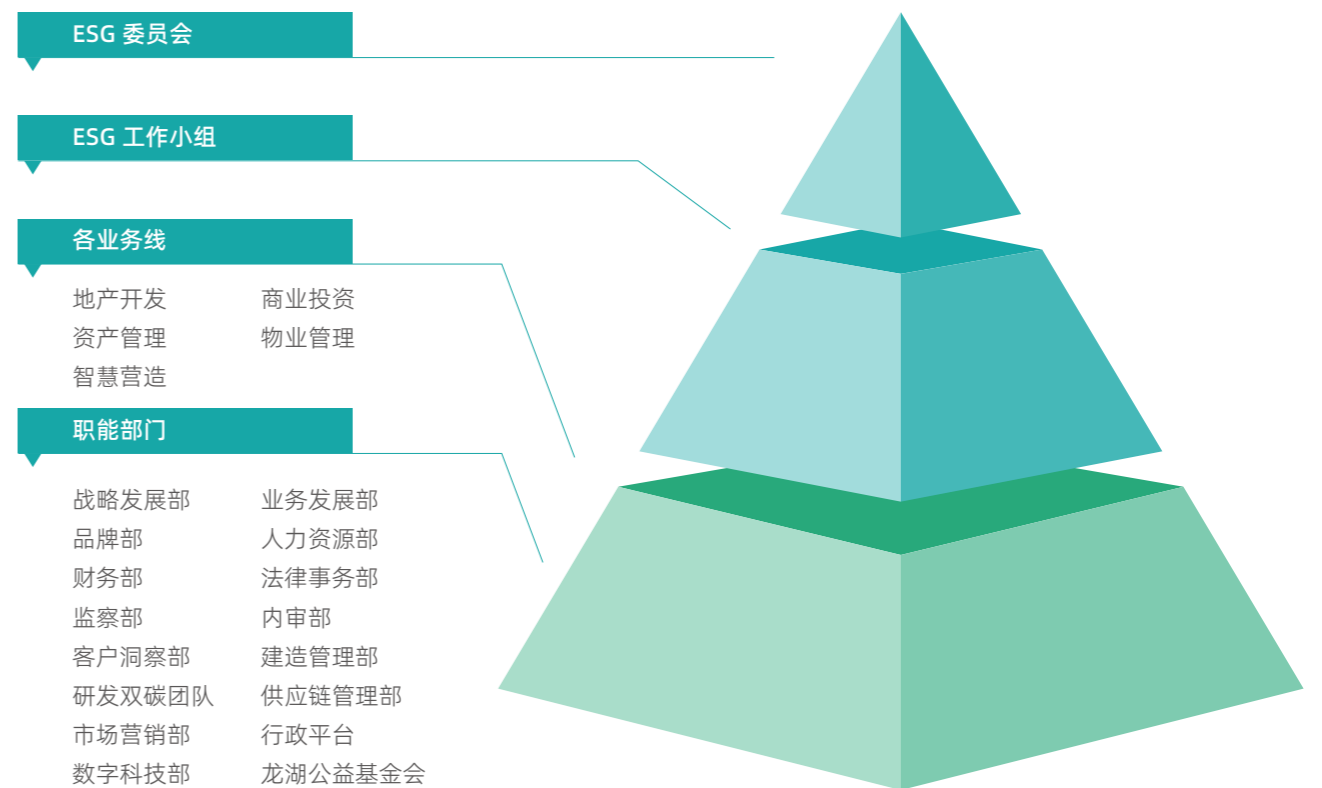 ESG 委员会
ESG 工作小组
各业务线
地产开发 商业投资
资产管理 物业管理
智慧营造
职能部门
战略发展部 业务发展部
品牌部 人力资源部
财务部 法律事务部
监察部 内审部
客户洞察部 建造管理部
研发双碳团队 供应链管理部
市场营销部 行政平台
数字科技部 龙湖公益基金会